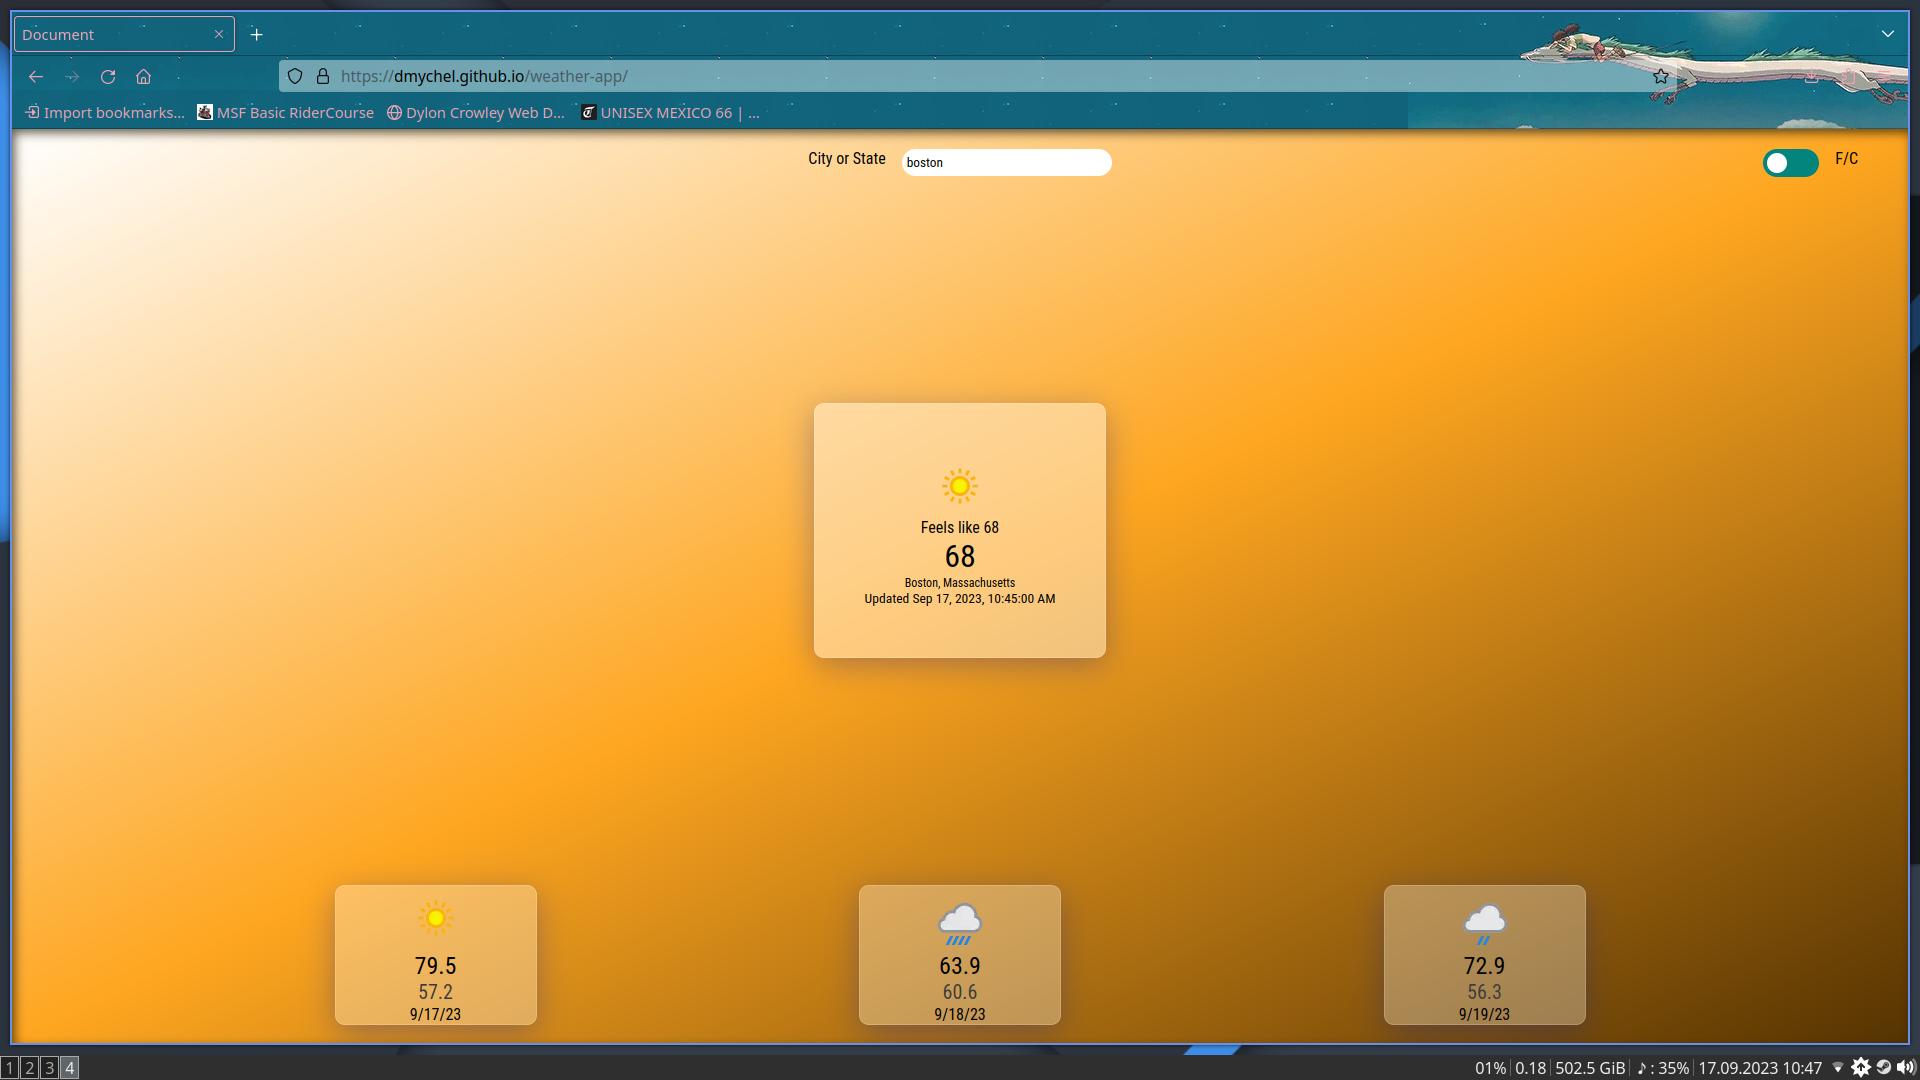 Document
https://dmychel.github.io/weather-app/
Import bookmarks... MSF Basic RiderCourse Dylon Crowley Web D... UNISEX MEXICO 66 | ...
City or State boston F/C
Feels like 68
68
Boston, Massachusetts
Updated Sep 17, 2023, 10:45:00 AM
79.5
57.2
9/17/23
63.9
60.6
9/18/23
72.9
56.3
9/19/23
1 2 3 4 01% 0.18 502.5 GiB ♪: 35% 17.09.2023 10:47